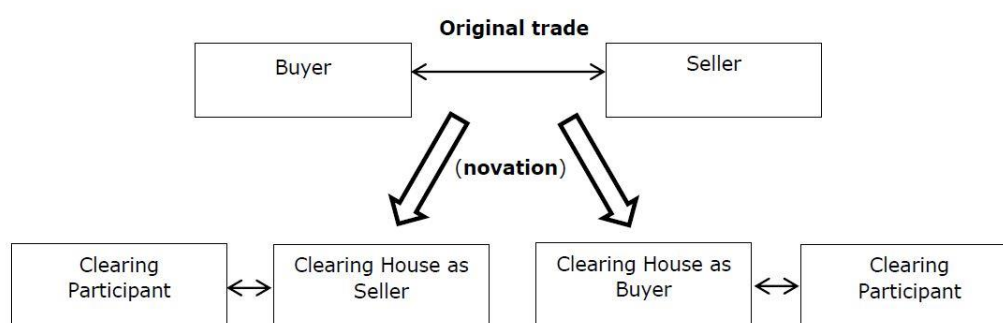 Original trade
Buyer
Seller
(novation)
Clearing
Participant
Clearing House as
Seller
Clearing House as
Buyer
Clearing
Participant